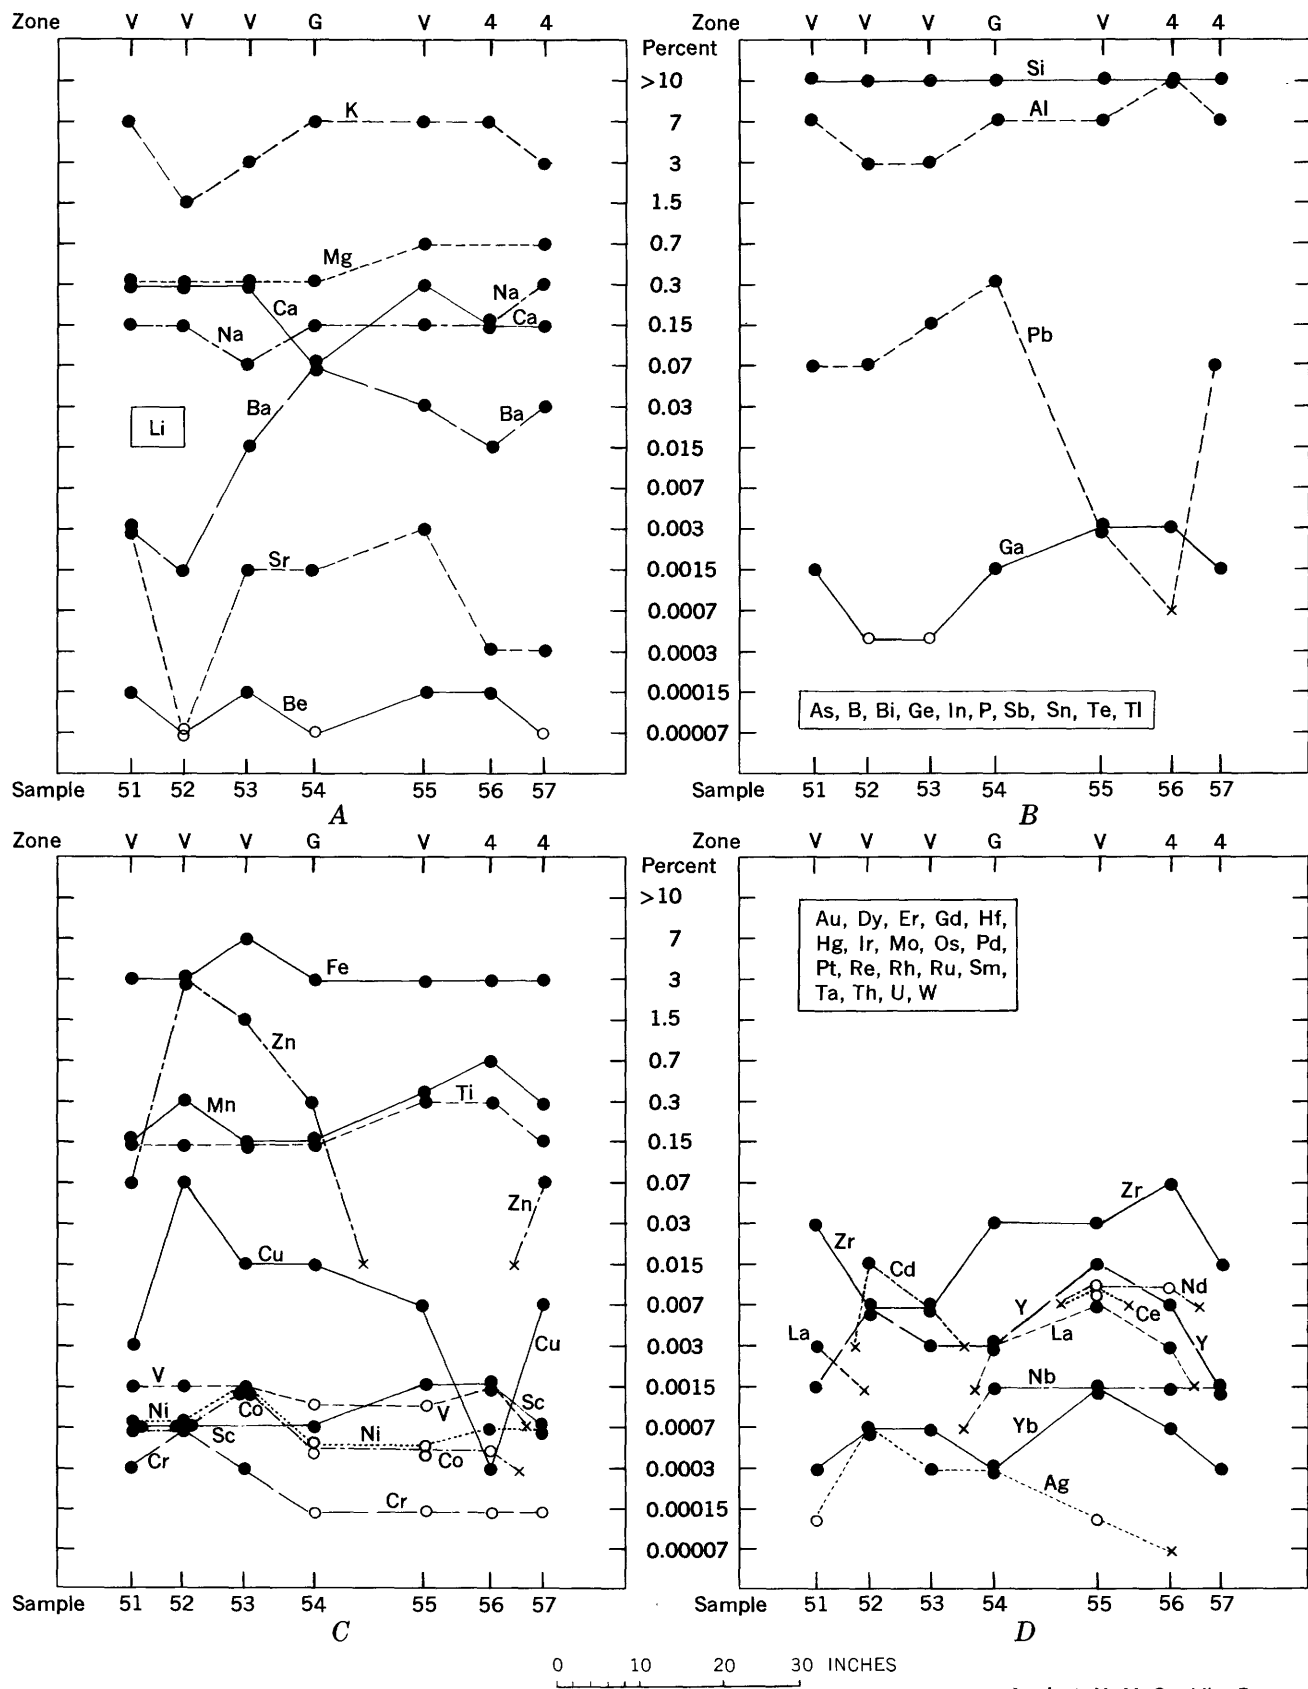 Zone V V V G V 4 4
Percent
>10
7
3
1.5
0.7
0.3
0.15
0.07
0.03
0.015
0.007
0.003
0.0015
0.0007
0.0003
0.00015
0.00007
K
Mg
Ca
Na
Na
Ca
Ba
Ba
Li
Sr
Be
Sample 51 52 53 54 55 56 57
A
Zone V V V G V 4 4
Si
Al
Pb
Ga
As, B, Bi, Ge, In, P, Sb, Sn, Te, Tl
Sample 51 52 53 54 55 56 57
B
Zone V V V G V 4 4
Percent
>10
7
3
1.5
0.7
0.3
0.15
0.07
0.03
0.015
0.007
0.003
0.0015
0.0007
0.0003
0.00015
0.00007
Fe
Zn
Mn
Ti
Zn
Cu
Cu
V
Ni
Co
Sc
V
Sc
Ni
Co
Cr
Cr
Sample 51 52 53 54 55 56 57
C
Zone V V V G V 4 4
Au, Dy, Er, Gd, Hf,
Hg, Ir, Mo, Os, Pd,
Pt, Re, Rh, Ru, Sm,
Ta, Th, U, W
Zr
Zr
Cd
Nd
Y
Ce
La
La
Y
Nb
Yb
Ag
Sample 51 52 53 54 55 56 57
D
0 10 20 30 INCHES